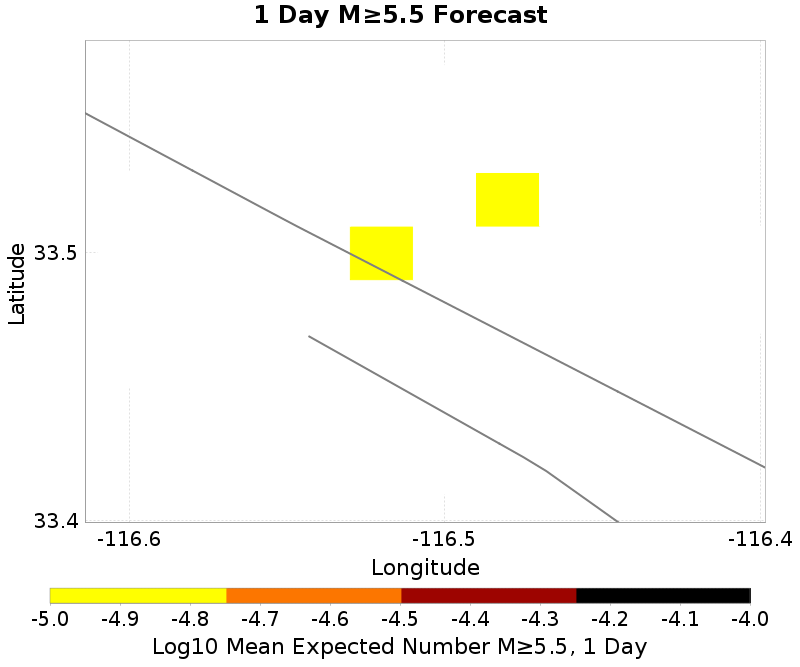 1 Day M≥5.5 Forecast
Latitude
33.5
33.4
-116.6 -116.5 -116.4
Longitude
-5.0 -4.9 -4.8 -4.7 -4.6 -4.5 -4.4 -4.3 -4.2 -4.1 -4.0
Log10 Mean Expected Number M≥5.5, 1 Day